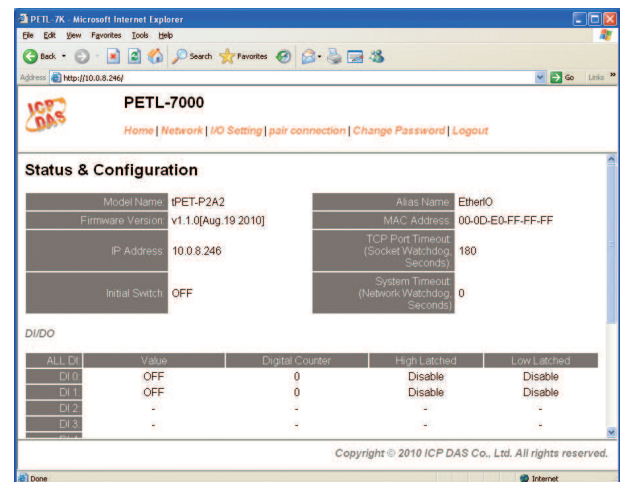 PETL-7K - Microsoft Internet Explorer
File Edit View Favorites Tools Help
Back Search Favorites
Address http://10.0.8.246/ Go Links »
ICP DAS
PETL-7000
Home | Network | I/O Setting | pair connection | Change Password | Logout
Status & Configuration
Model Name: tPET-P2A2 Alias Name: EtherIO
Firmware Version: v1.1.0[Aug.19 2010] MAC Address: 00-0D-E0-FF-FF-FF
IP Address: 10.0.8.246 TCP Port Timeout (Socket Watchdog, Seconds): 180
Initial Switch: OFF System Timeout (Network Watchdog, Seconds): 0
DI/DO
ALL DI Value Digital Counter High Latched Low Latched
DI 0: OFF 0 Disable Disable
DI 1: OFF 0 Disable Disable
DI 2: - - - -
DI 3: - - - -
Copyright © 2010 ICP DAS Co., Ltd. All rights reserved.
Done Internet